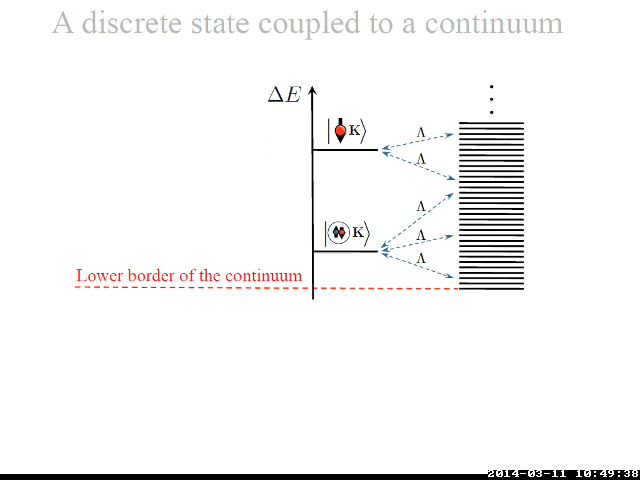 A discrete state coupled to a continuum
ΔE
| K⟩
Λ
Λ
Λ
| K⟩
Λ
Λ
Lower border of the continuum
2014-03-11 10:49:38